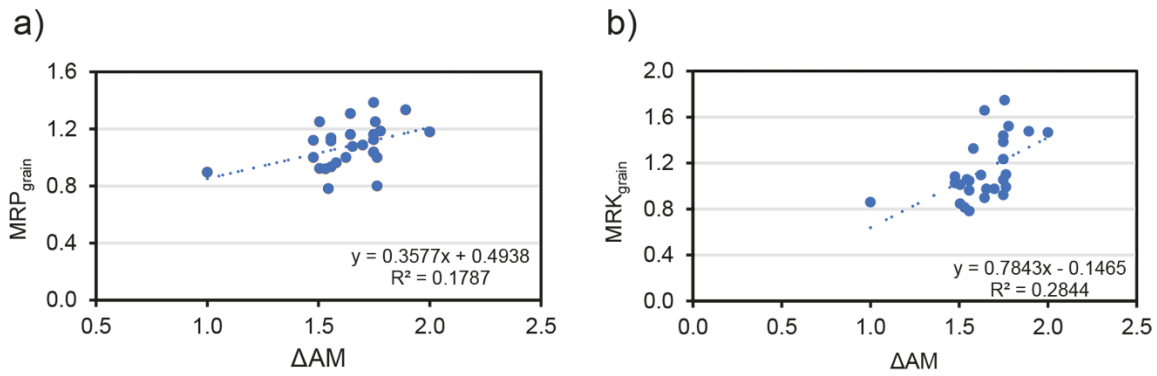 a)
1.6
1.2
0.8
0.4
0.0
MRPgrain
y = 0.3577x + 0.4938
R² = 0.1787
0.5 1.0 1.5 2.0 2.5
ΔAM
b)
2.0
1.6
1.2
0.8
0.4
0.0
MRKgrain
y = 0.7843x - 0.1465
R² = 0.2844
0.0 0.5 1.0 1.5 2.0 2.5
ΔAM